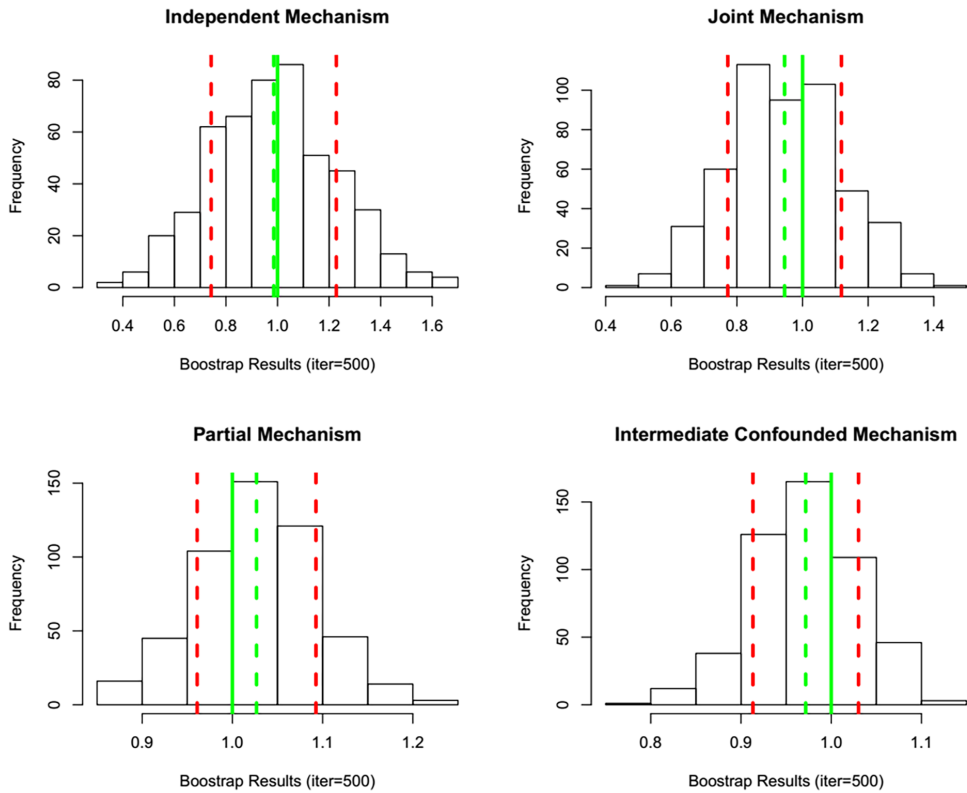 Independent Mechanism
Frequency
0 20 40 60 80
0.4 0.6 0.8 1.0 1.2 1.4 1.6
Boostrap Results (iter=500)
Joint Mechanism
Frequency
0 20 40 60 80 100
0.4 0.6 0.8 1.0 1.2 1.4
Boostrap Results (iter=500)
Partial Mechanism
Frequency
0 50 100 150
0.9 1.0 1.1 1.2
Boostrap Results (iter=500)
Intermediate Confounded Mechanism
Frequency
0 50 100 150
0.8 0.9 1.0 1.1
Boostrap Results (iter=500)